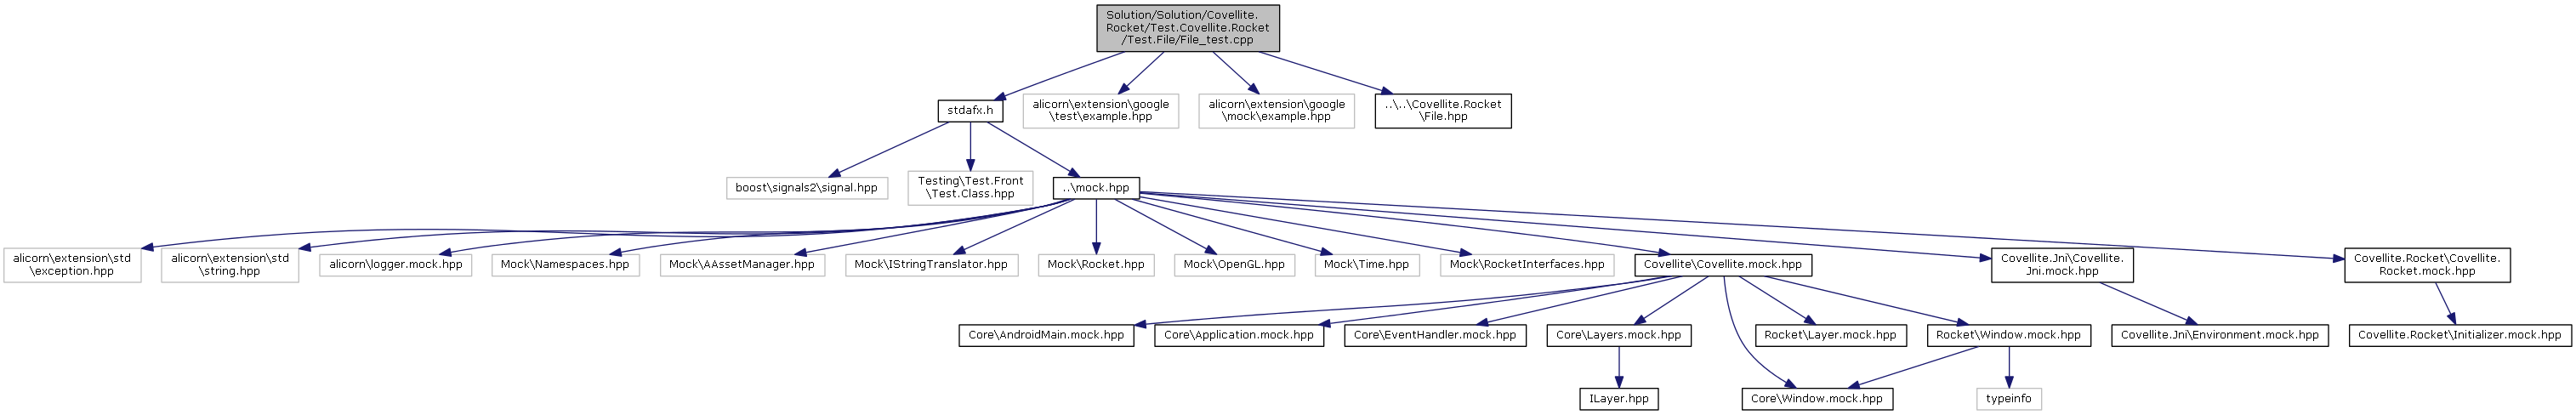 Solution/Solution/Covellite.
Rocket/Test.Covellite.Rocket
/Test.File/File_test.cpp
stdafx.h
alicorn\extension\google
\test\example.hpp
alicorn\extension\google
\mock\example.hpp
..\..\Covellite.Rocket
\File.hpp
boost\signals2\signal.hpp
Testing\Test.Front
\Test.Class.hpp
..\mock.hpp
alicorn\extension\std
\exception.hpp
alicorn\extension\std
\string.hpp
alicorn\logger.mock.hpp
Mock\Namespaces.hpp
Mock\AAssetManager.hpp
Mock\IStringTranslator.hpp
Mock\Rocket.hpp
Mock\OpenGL.hpp
Mock\Time.hpp
Mock\RocketInterfaces.hpp
Covellite\Covellite.mock.hpp
Covellite.Jni\Covellite.
Jni.mock.hpp
Covellite.Rocket\Covellite.
Rocket.mock.hpp
Core\AndroidMain.mock.hpp
Core\Application.mock.hpp
Core\EventHandler.mock.hpp
Core\Layers.mock.hpp
Rocket\Layer.mock.hpp
Rocket\Window.mock.hpp
Covellite.Jni\Environment.mock.hpp
Covellite.Rocket\Initializer.mock.hpp
ILayer.hpp
Core\Window.mock.hpp
typeinfo